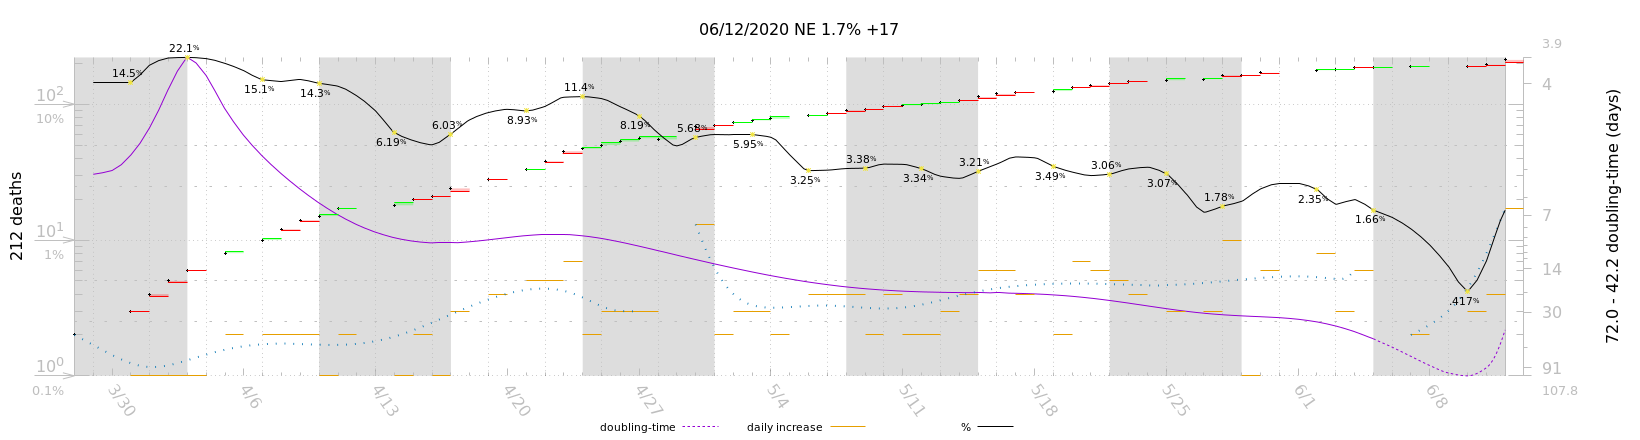 06/12/2020 NE 1.7% +17
212 deaths
10² 10% 10¹ 1% 10⁰ 0.1%
14.5% 22.1% 15.1% 14.3% 6.19% 6.03% 8.93% 11.4% 8.19% 5.68% 5.95% 3.25% 3.38% 3.34% 3.21% 3.49% 3.06% 3.07% 1.78% 2.35% 1.66% .417%
3.9
4
7
14
30
91
107.8
72.0 - 42.2 doubling-time (days)
3/30 4/6 4/13 4/20 4/27 5/4 5/11 5/18 5/25 6/1 6/8
doubling-time daily increase %